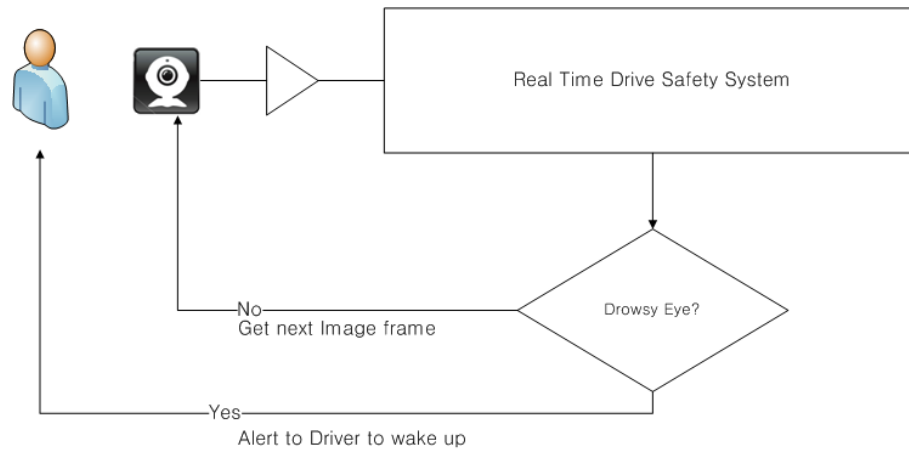 Real Time Drive Safety System
Drowsy Eye?
No
Get next Image frame
Yes
Alert to Driver to wake up